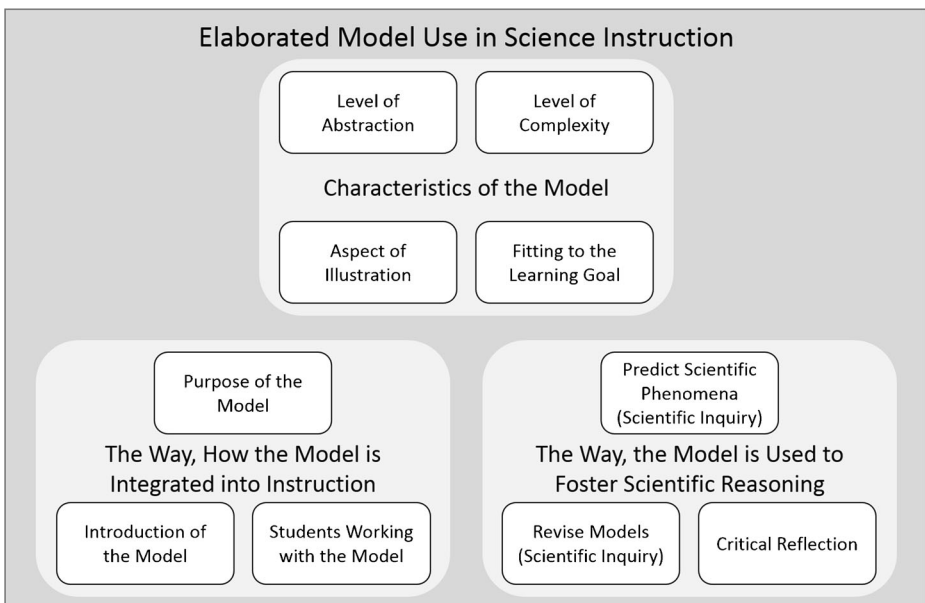 Elaborated Model Use in Science Instruction
Level of
Abstraction
Level of
Complexity
Characteristics of the Model
Aspect of
Illustration
Fitting to the
Learning Goal
Purpose of the
Model
The Way, How the Model is
Integrated into Instruction
Introduction of
the Model
Students Working
with the Model
Predict Scientific
Phenomena
(Scientific Inquiry)
The Way, the Model is Used to
Foster Scientific Reasoning
Revise Models
(Scientific Inquiry)
Critical Reflection